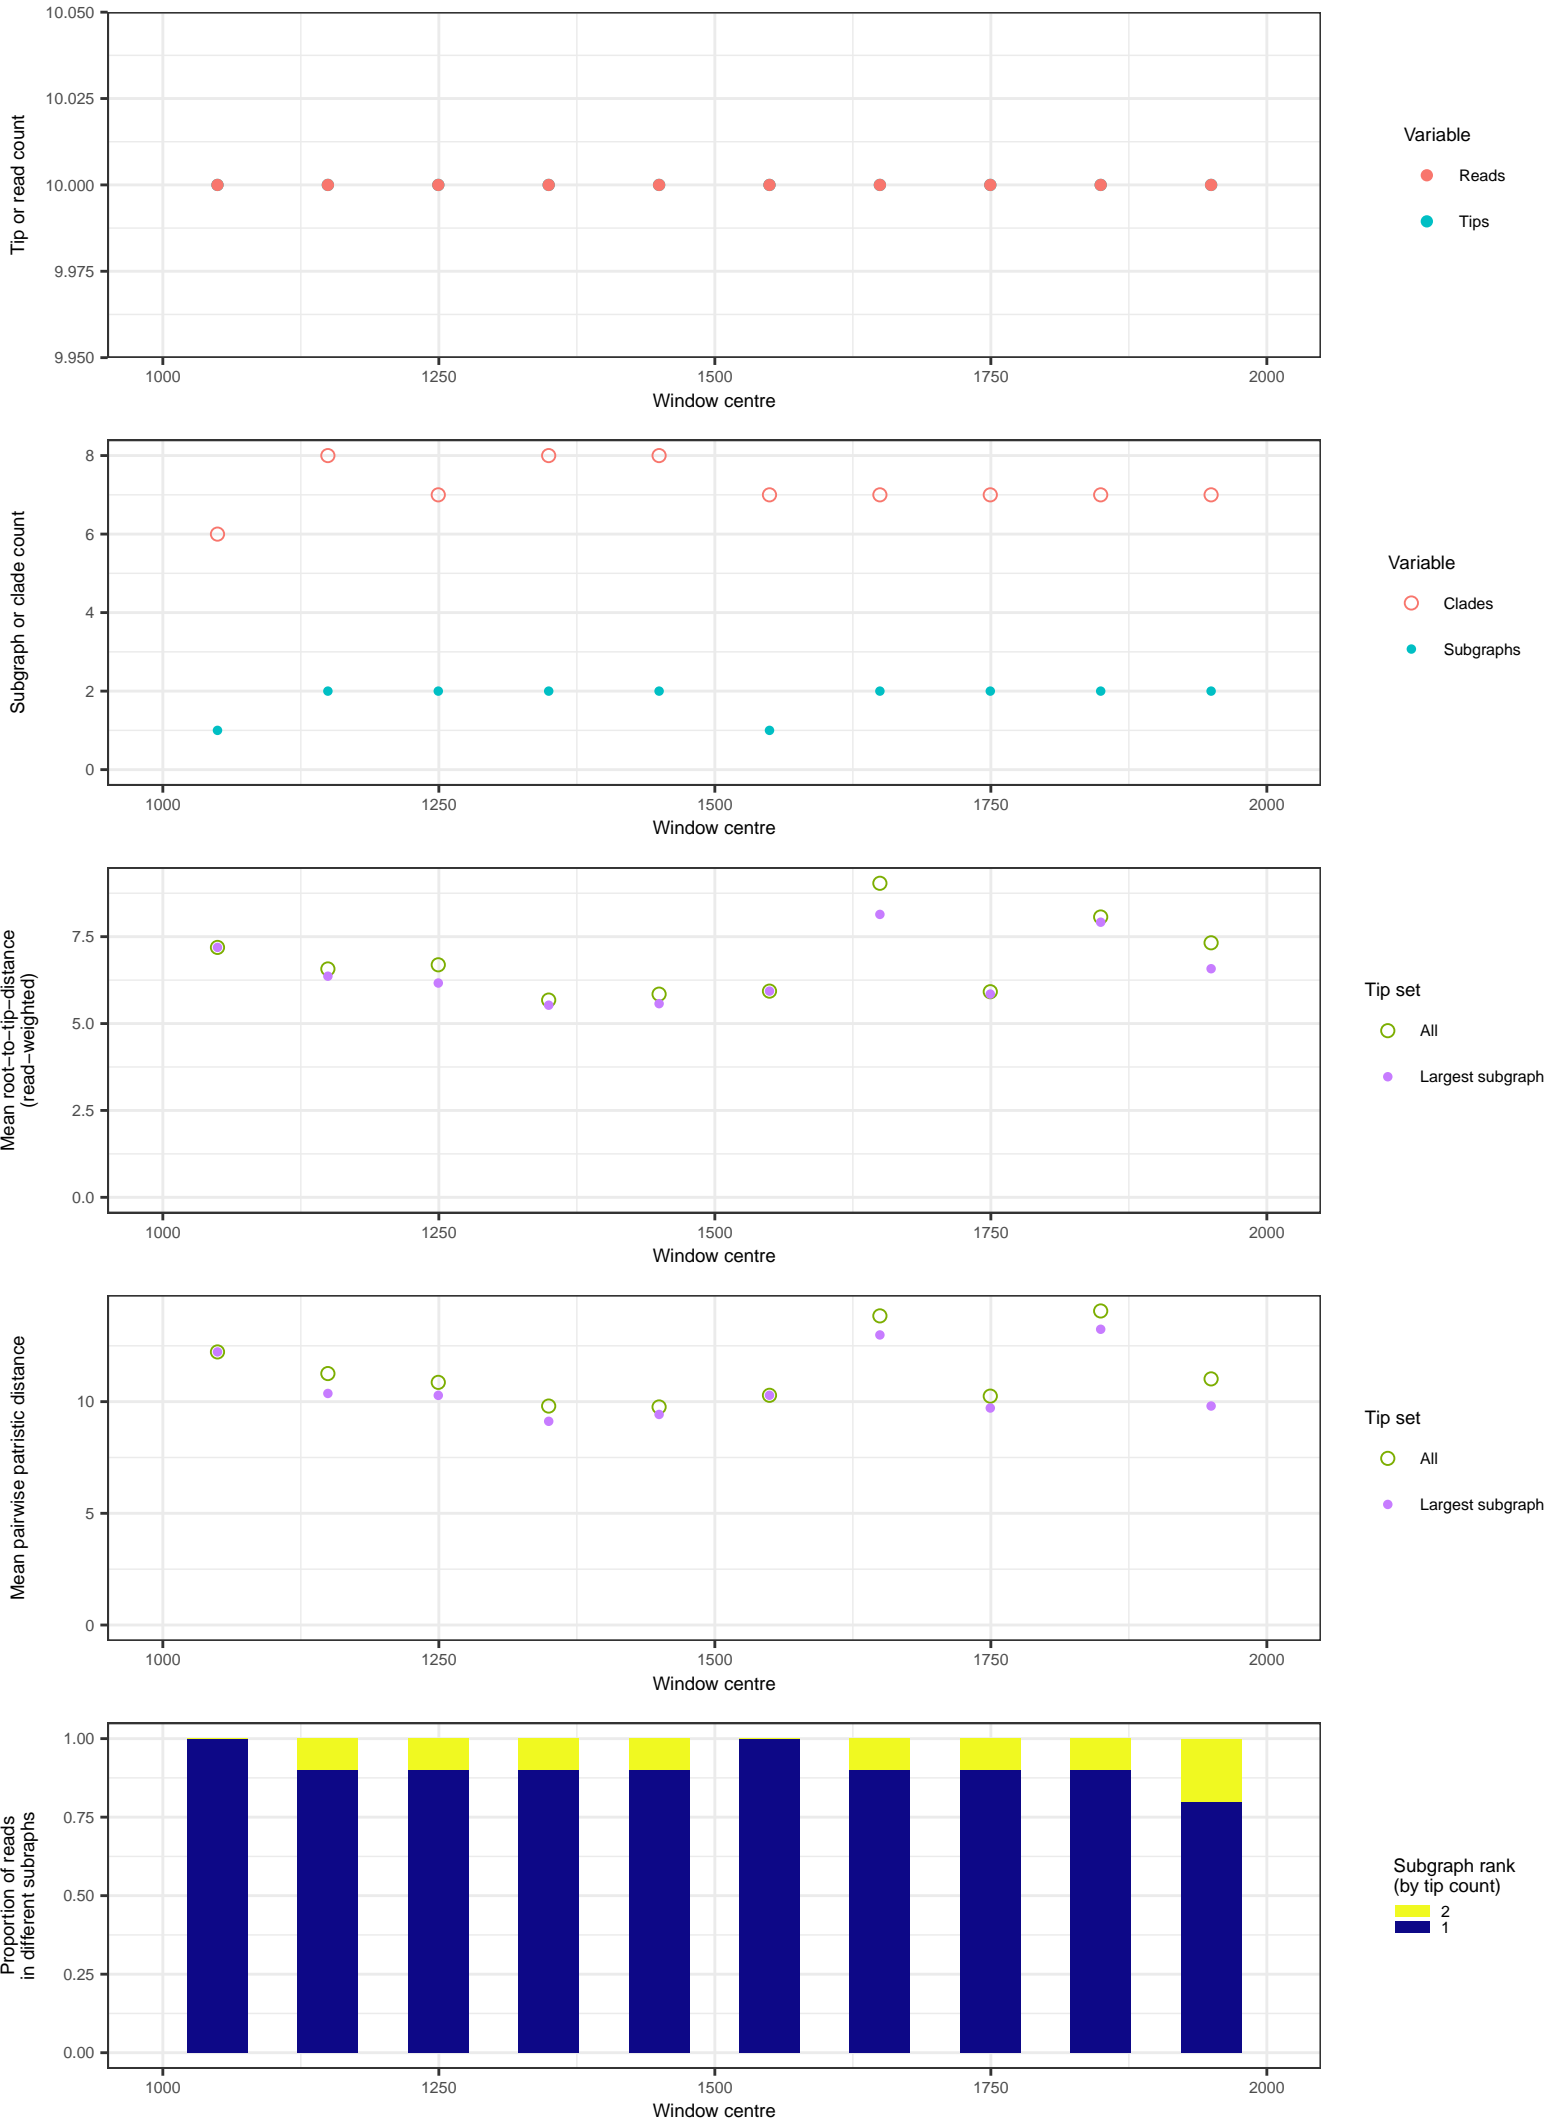 10.050
10.025
10.000
9.975
9.950
Tip or read count
1000 1250 1500 1750 2000
Window centre
Variable
Reads
Tips
8
6
4
2
0
Subgraph or clade count
1000 1250 1500 1750 2000
Window centre
Variable
Clades
Subgraphs
7.5
5.0
2.5
0.0
Mean root−to−tip−distance
(read−weighted)
1000 1250 1500 1750 2000
Window centre
Tip set
All
Largest subgraph
10
5
0
Mean pairwise patristic distance
1000 1250 1500 1750 2000
Window centre
Tip set
All
Largest subgraph
1.00
0.75
0.50
0.25
0.00
Proportion of reads
in different subraphs
1000 1250 1500 1750 2000
Window centre
Subgraph rank
(by tip count)
2
1